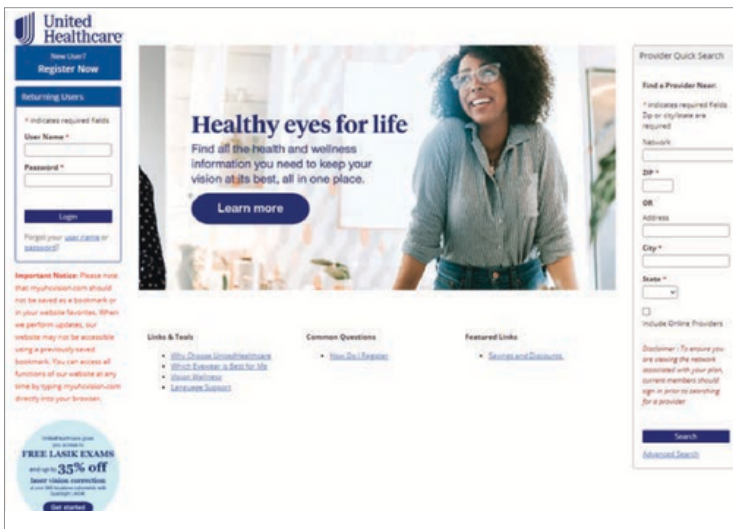 United
Healthcare
New User?
Register Now
Returning Users
* indicates required fields
User Name *
Password *
Login
Forgot your user name or
password?
Important Notice: Please note
that myuhcvision.com should
not be saved as a bookmark or
in your website favorites. When
we perform updates, our
website may not be accessible
using a previously saved
bookmark. You can access all
functions of our website at any
time by typing myuhcvision.com
directly into your browser.
UnitedHealthcare gives
you access to
FREE LASIK EXAMS
and up to 35% off
laser vision correction
Get started
Healthy eyes for life
Find all the health and wellness
information you need to keep your
vision at its best, all in one place.
Learn more
Links & Tools
Why Choose UnitedHealthcare
Which Eyewear is Best for Me
Vision Wellness
Language Support
Common Questions
How Do I Register
Featured Links
Savings and Discounts
Provider Quick Search
Find a Provider Near:
* indicates required fields
Zip or city/state are
required
Network
ZIP *
OR
Address
City *
State *
Include Online Providers
Disclaimer : To ensure you
are viewing the network
associated with your plan,
current members should
sign in prior to searching
for a provider
Search
Advanced Search